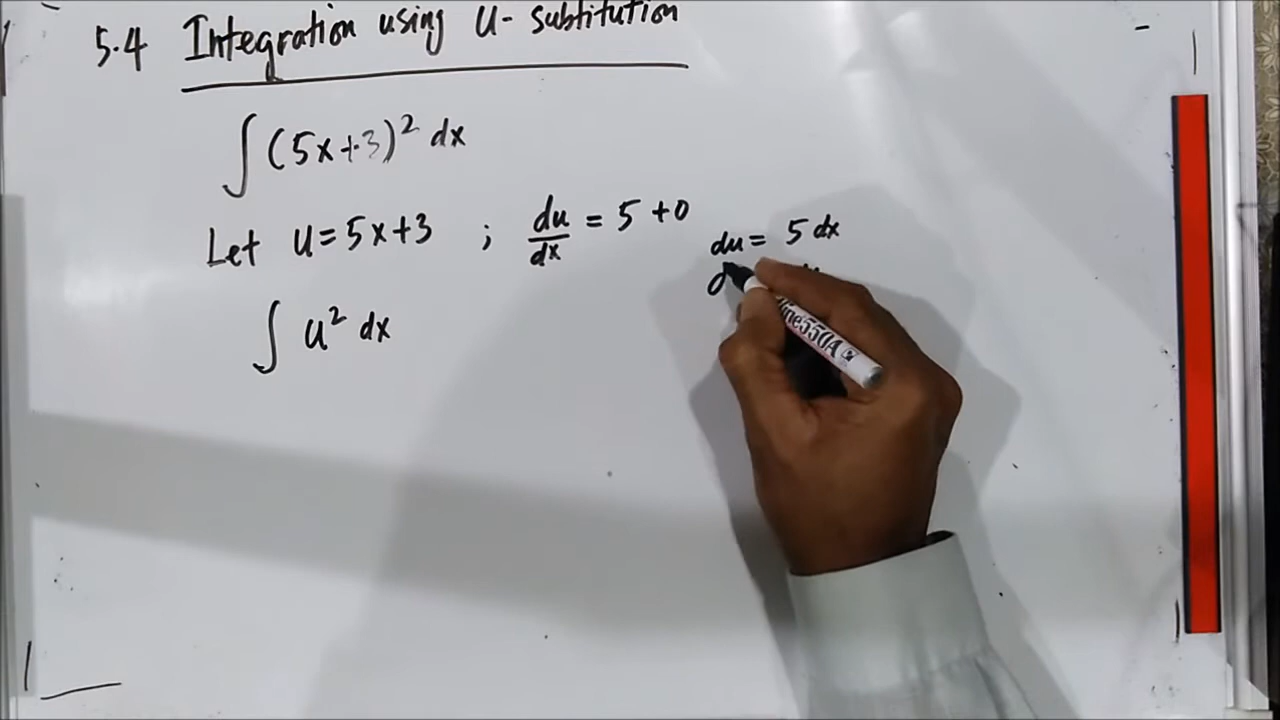 5.4 Integration using U- subtitution
∫ (5x+3)² dx
Let u=5x+3 ; du/dx = 5+0
du = 5 dx
∫ u² dx